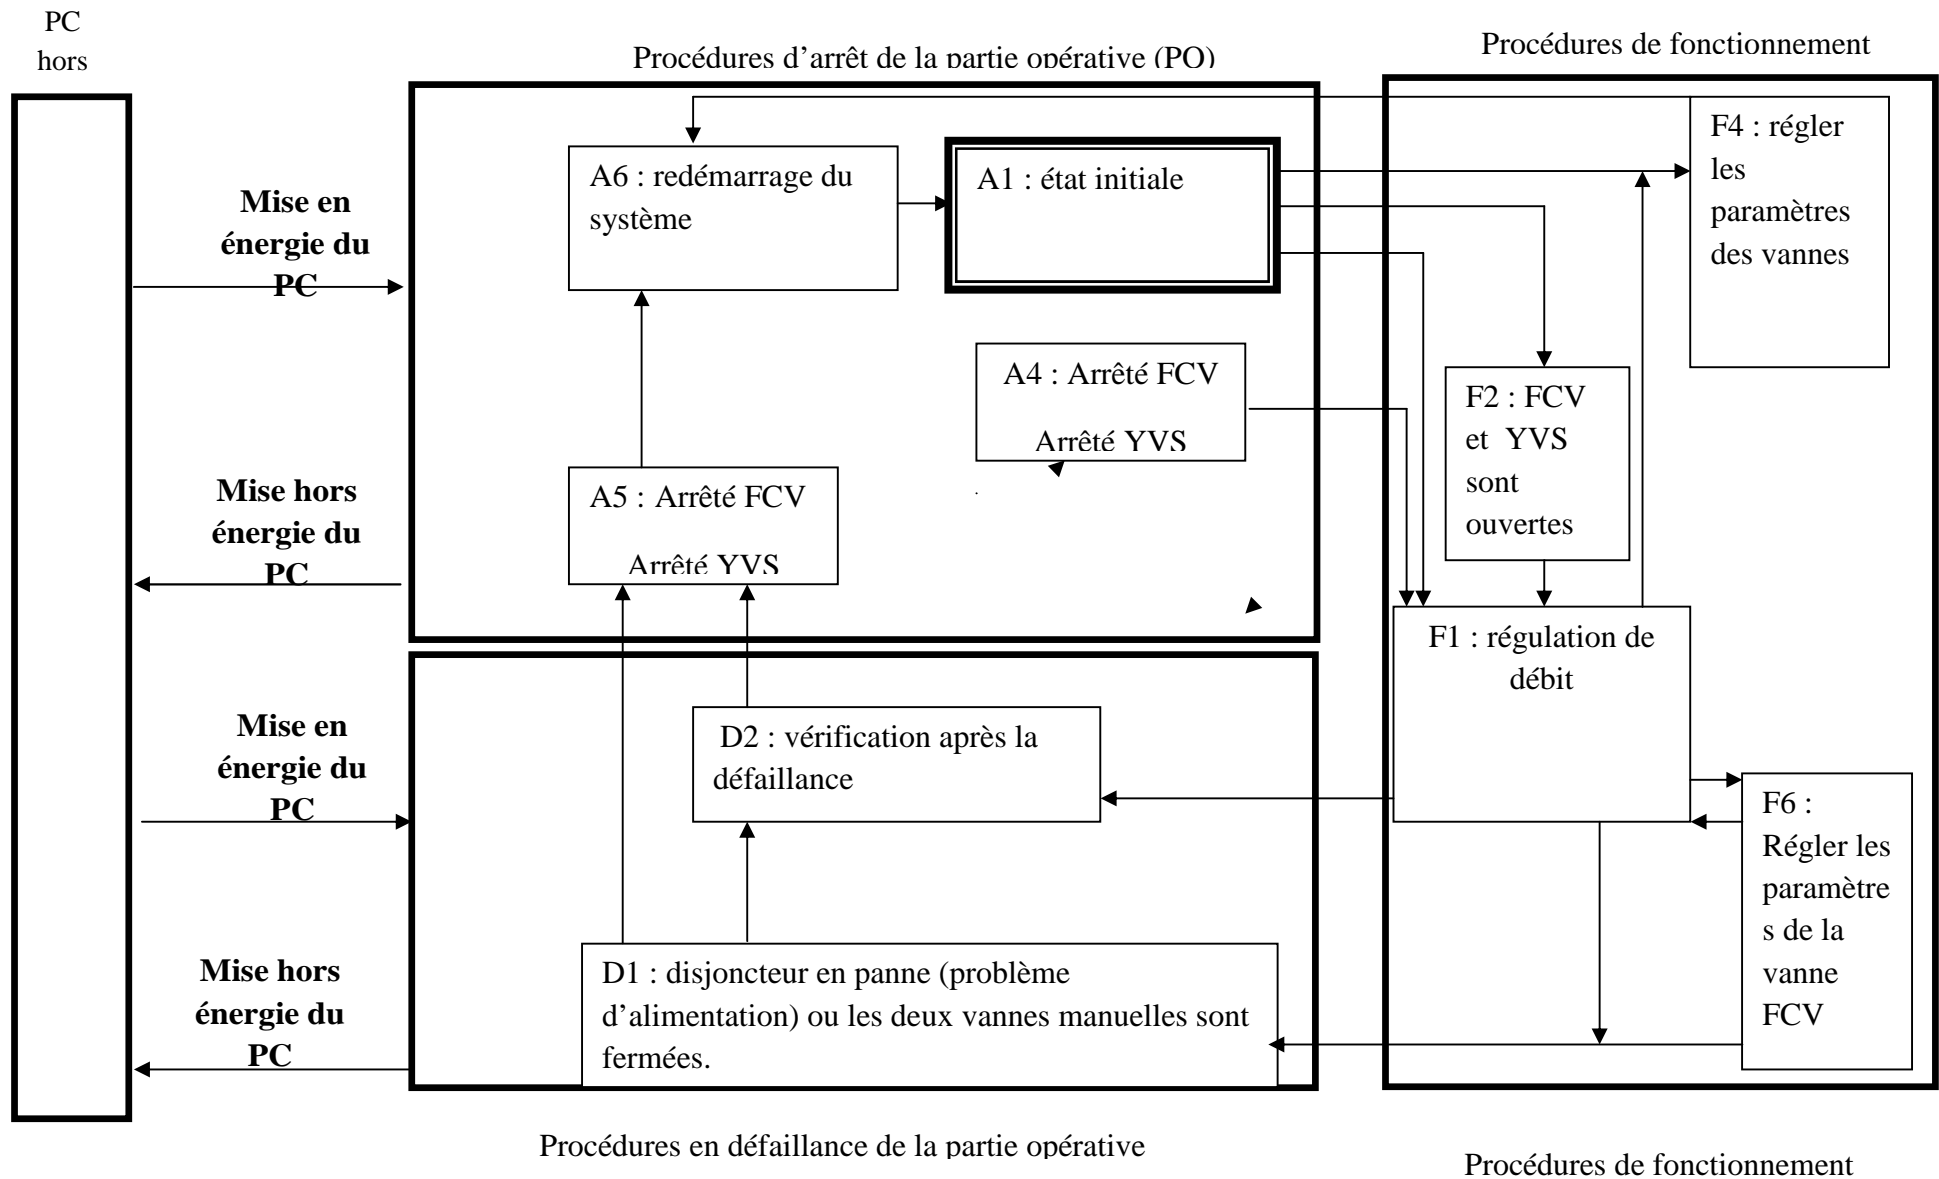 PC
hors
Procédures d’arrêt de la partie opérative (PO)
Procédures de fonctionnement
Mise en
énergie du
PC
Mise hors
énergie du
PC
Mise en
énergie du
PC
Mise hors
énergie du
PC
A6 : redémarrage du
système
A1 : état initiale
A4 : Arrêté FCV
Arrêté YVS
A5 : Arrêté FCV
Arrêté YVS
F4 : régler
les
paramètres
des vannes
F2 : FCV
et YVS
sont
ouvertes
F1 : régulation de
débit
D2 : vérification après la
défaillance
F6 :
Régler les
paramètre
s de la
vanne
FCV
D1 : disjoncteur en panne (problème
d’alimentation) ou les deux vannes manuelles sont
fermées.
Procédures en défaillance de la partie opérative
Procédures de fonctionnement